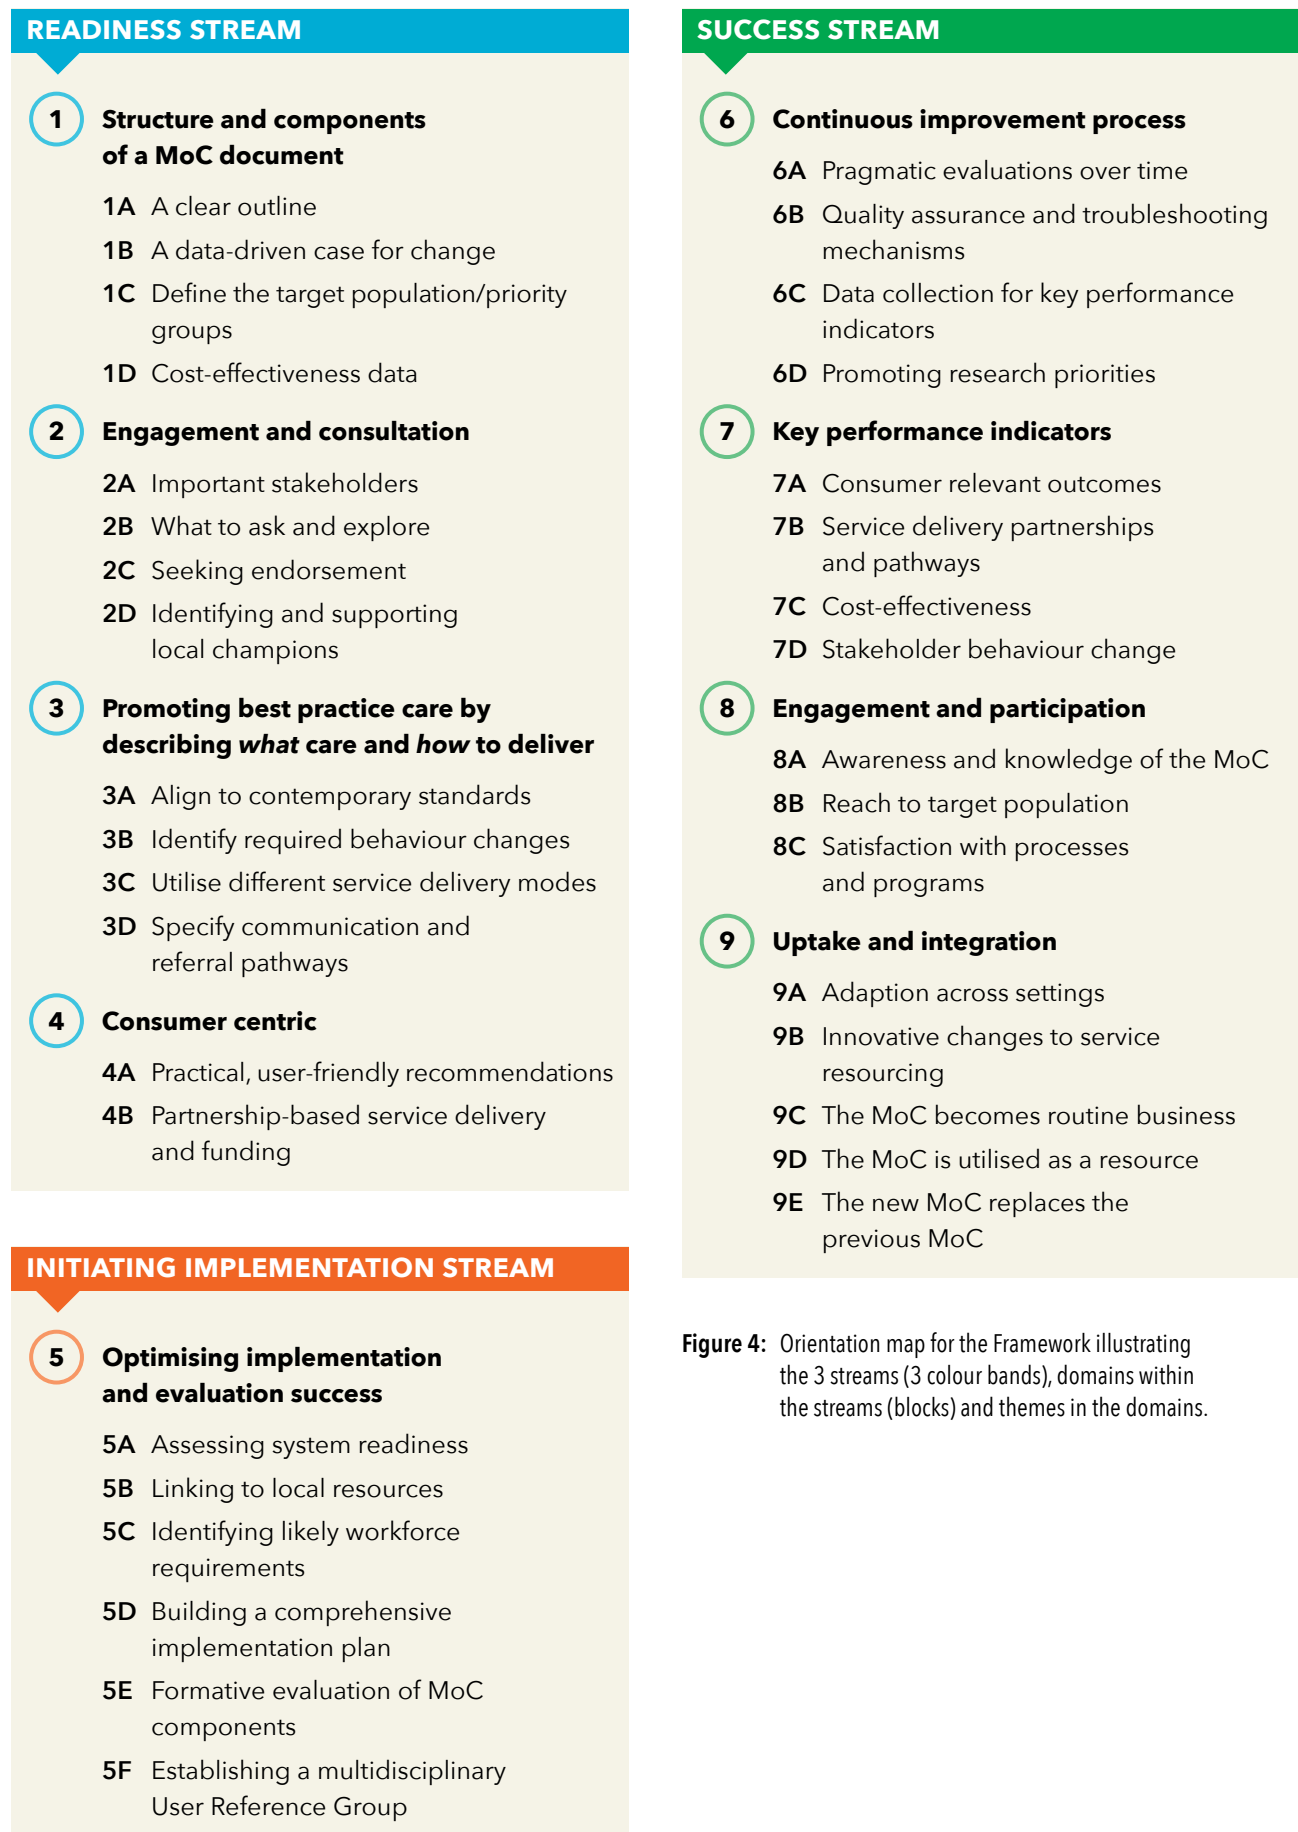 READINESS STREAM
1 Structure and components
of a MoC document
1A A clear outline
1B A data-driven case for change
1C Define the target population/priority
groups
1D Cost-effectiveness data
2 Engagement and consultation
2A Important stakeholders
2B What to ask and explore
2C Seeking endorsement
2D Identifying and supporting
local champions
3 Promoting best practice care by
describing what care and how to deliver
3A Align to contemporary standards
3B Identify required behaviour changes
3C Utilise different service delivery modes
3D Specify communication and
referral pathways
4 Consumer centric
4A Practical, user-friendly recommendations
4B Partnership-based service delivery
and funding
INITIATING IMPLEMENTATION STREAM
5 Optimising implementation
and evaluation success
5A Assessing system readiness
5B Linking to local resources
5C Identifying likely workforce
requirements
5D Building a comprehensive
implementation plan
5E Formative evaluation of MoC
components
5F Establishing a multidisciplinary
User Reference Group
SUCCESS STREAM
6 Continuous improvement process
6A Pragmatic evaluations over time
6B Quality assurance and troubleshooting
mechanisms
6C Data collection for key performance
indicators
6D Promoting research priorities
7 Key performance indicators
7A Consumer relevant outcomes
7B Service delivery partnerships
and pathways
7C Cost-effectiveness
7D Stakeholder behaviour change
8 Engagement and participation
8A Awareness and knowledge of the MoC
8B Reach to target population
8C Satisfaction with processes
and programs
9 Uptake and integration
9A Adaption across settings
9B Innovative changes to service
resourcing
9C The MoC becomes routine business
9D The MoC is utilised as a resource
9E The new MoC replaces the
previous MoC
Figure 4: Orientation map for the Framework illustrating
the 3 streams (3 colour bands), domains within
the streams (blocks) and themes in the domains.